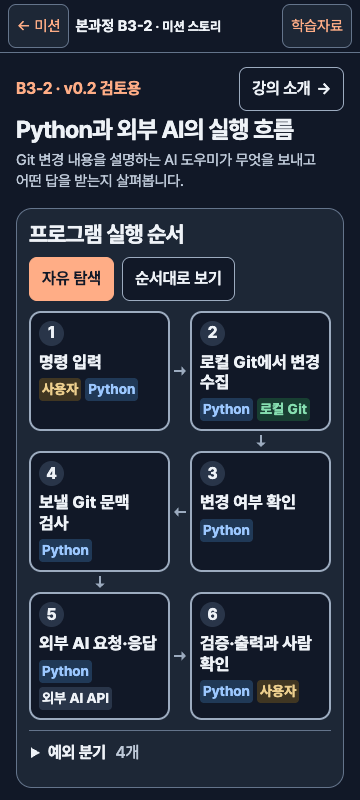 ← 미션
본과정 B3-2 · 미션 스토리
학습자료
B3-2 · v0.2 검토용
강의 소개 →
Python과 외부 AI의 실행 흐름
Git 변경 내용을 설명하는 AI 도우미가 무엇을 보내고
어떤 답을 받는지 살펴봅니다.
프로그램 실행 순서
자유 탐색
순서대로 보기
1
명령 입력
사용자 Python
→
2
로컬 Git에서 변경
수집
Python 로컬 Git
↓
3
변경 여부 확인
Python
←
4
보낼 Git 문맥
검사
Python
↓
5
외부 AI 요청·응답
Python
외부 AI API
→
6
검증·출력과 사람
확인
Python 사용자
▶ 예외 분기 4개